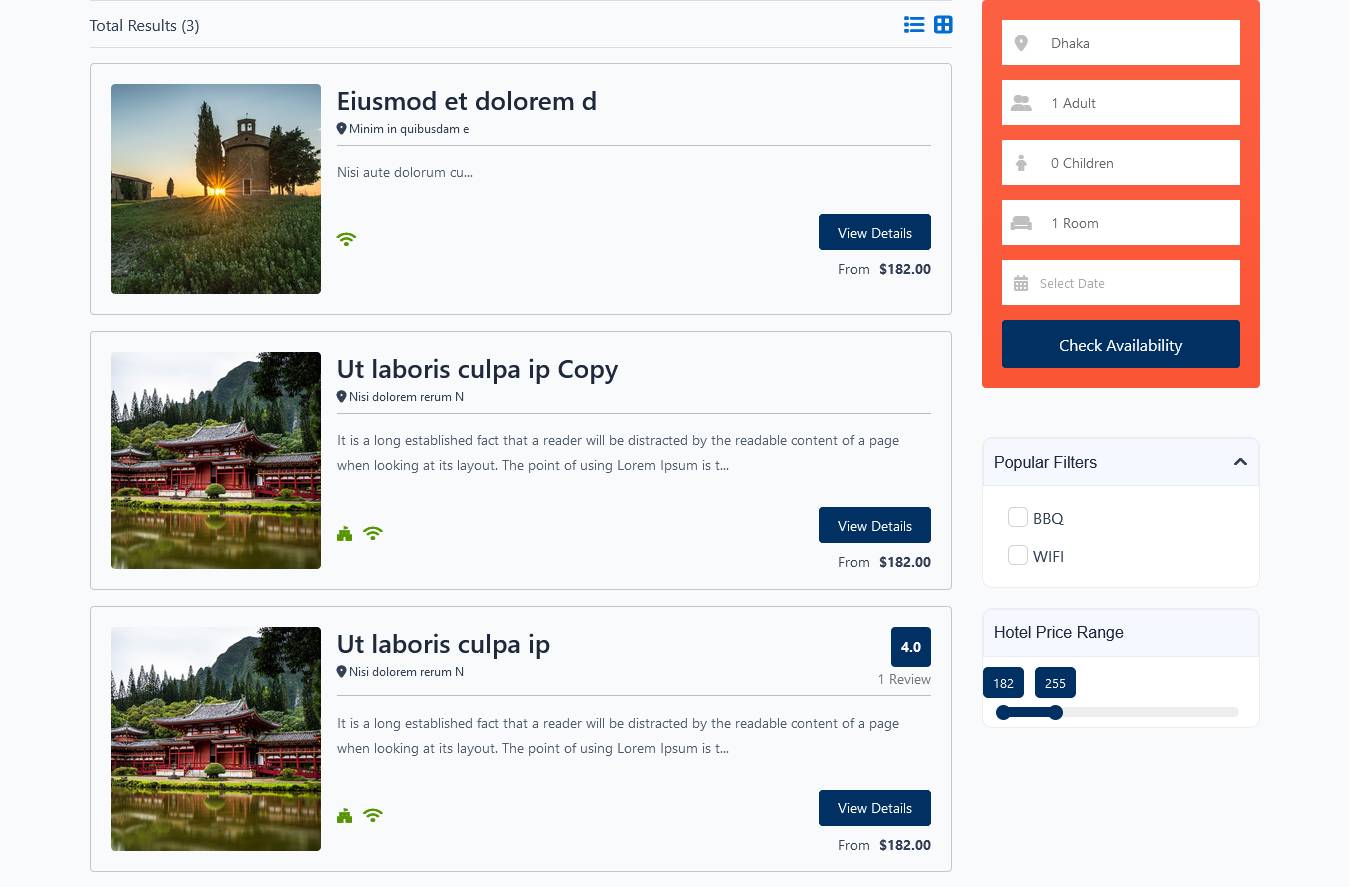 Total Results (3)
Eiusmod et dolorem d
Minim in quibusdam e
Nisi aute dolorum cu...
View Details
From $182.00
Ut laboris culpa ip Copy
Nisi dolorem rerum N
It is a long established fact that a reader will be distracted by the readable content of a page
when looking at its layout. The point of using Lorem Ipsum is t...
View Details
From $182.00
Ut laboris culpa ip
4.0
Nisi dolorem rerum N
1 Review
It is a long established fact that a reader will be distracted by the readable content of a page
when looking at its layout. The point of using Lorem Ipsum is t...
View Details
From $182.00
Dhaka
1 Adult
0 Children
1 Room
Select Date
Check Availability
Popular Filters
BBQ
WIFI
Hotel Price Range
182 255